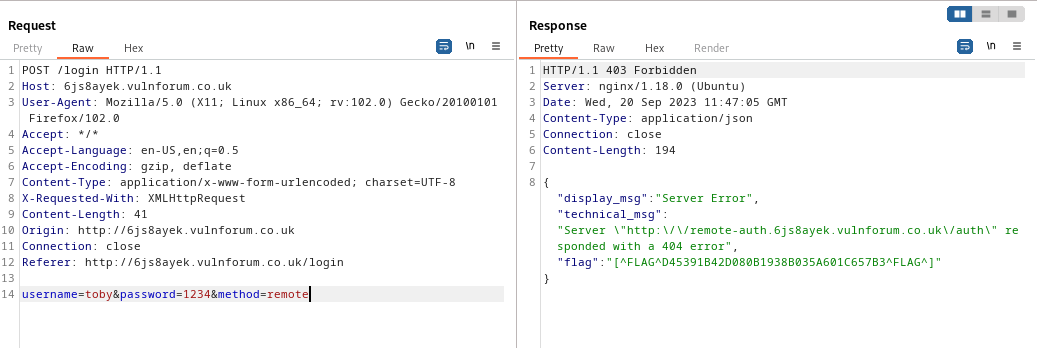 Request
Pretty Raw Hex \n
1 POST /login HTTP/1.1
2 Host: 6js8ayek.vulnforum.co.uk
3 User-Agent: Mozilla/5.0 (X11; Linux x86_64; rv:102.0) Gecko/20100101
Firefox/102.0
4 Accept: */*
5 Accept-Language: en-US,en;q=0.5
6 Accept-Encoding: gzip, deflate
7 Content-Type: application/x-www-form-urlencoded; charset=UTF-8
8 X-Requested-With: XMLHttpRequest
9 Content-Length: 41
10 Origin: http://6js8ayek.vulnforum.co.uk
11 Connection: close
12 Referer: http://6js8ayek.vulnforum.co.uk/login
13
14 username=toby&password=1234&method=remote
Response
Pretty Raw Hex Render \n
1 HTTP/1.1 403 Forbidden
2 Server: nginx/1.18.0 (Ubuntu)
3 Date: Wed, 20 Sep 2023 11:47:05 GMT
4 Content-Type: application/json
5 Connection: close
6 Content-Length: 194
7
8 {
"display_msg":"Server Error",
"technical_msg":
"Server \"http:\/\/remote-auth.6js8ayek.vulnforum.co.uk\/auth\" re
sponded with a 404 error",
"flag":"[^FLAG^D45391B42D080B1938B035A601C657B3^FLAG^]"
}